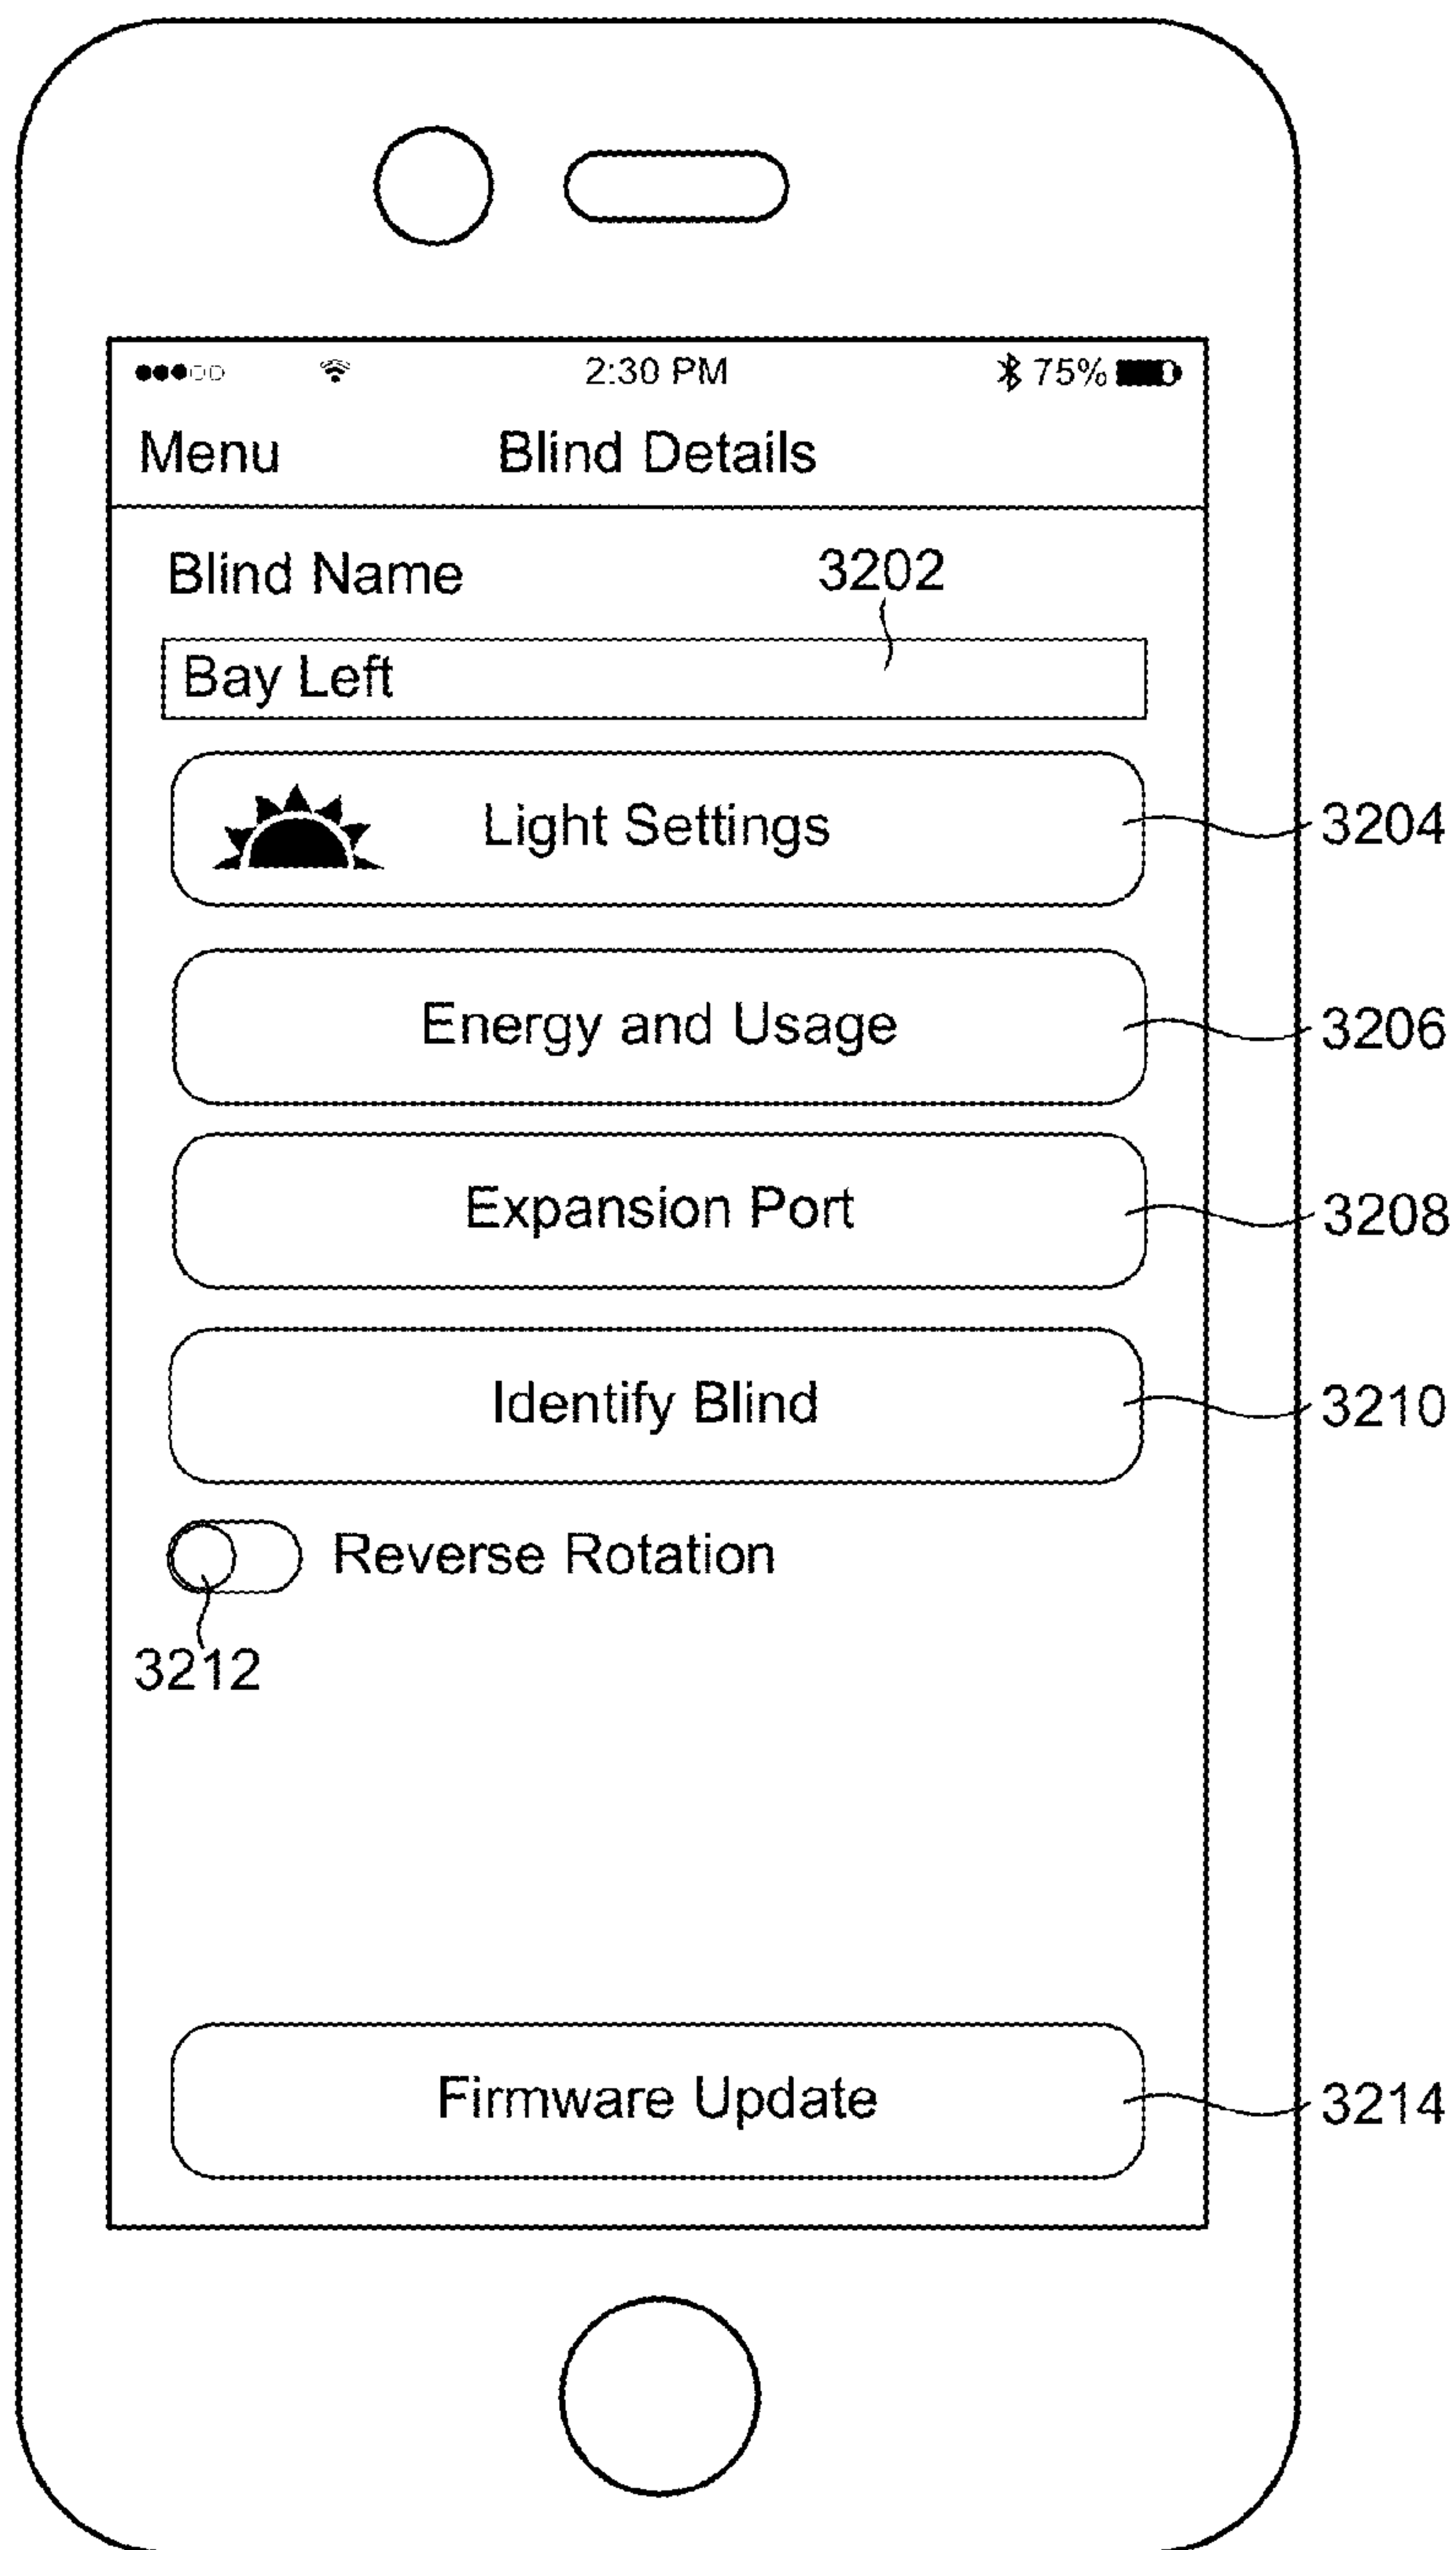 2:30 PM 75%
Menu Blind Details
Blind Name 3202
Bay Left
Light Settings 3204
Energy and Usage 3206
Expansion Port 3208
Identify Blind 3210
Reverse Rotation
3212
Firmware Update 3214